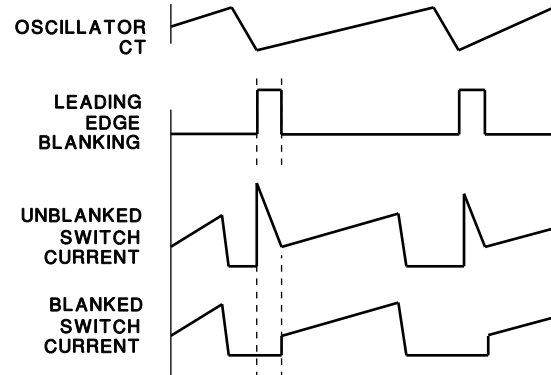 OSCILLATOR
CT
LEADING
EDGE
BLANKING
UNBLANKED
SWITCH
CURRENT
BLANKED
SWITCH
CURRENT